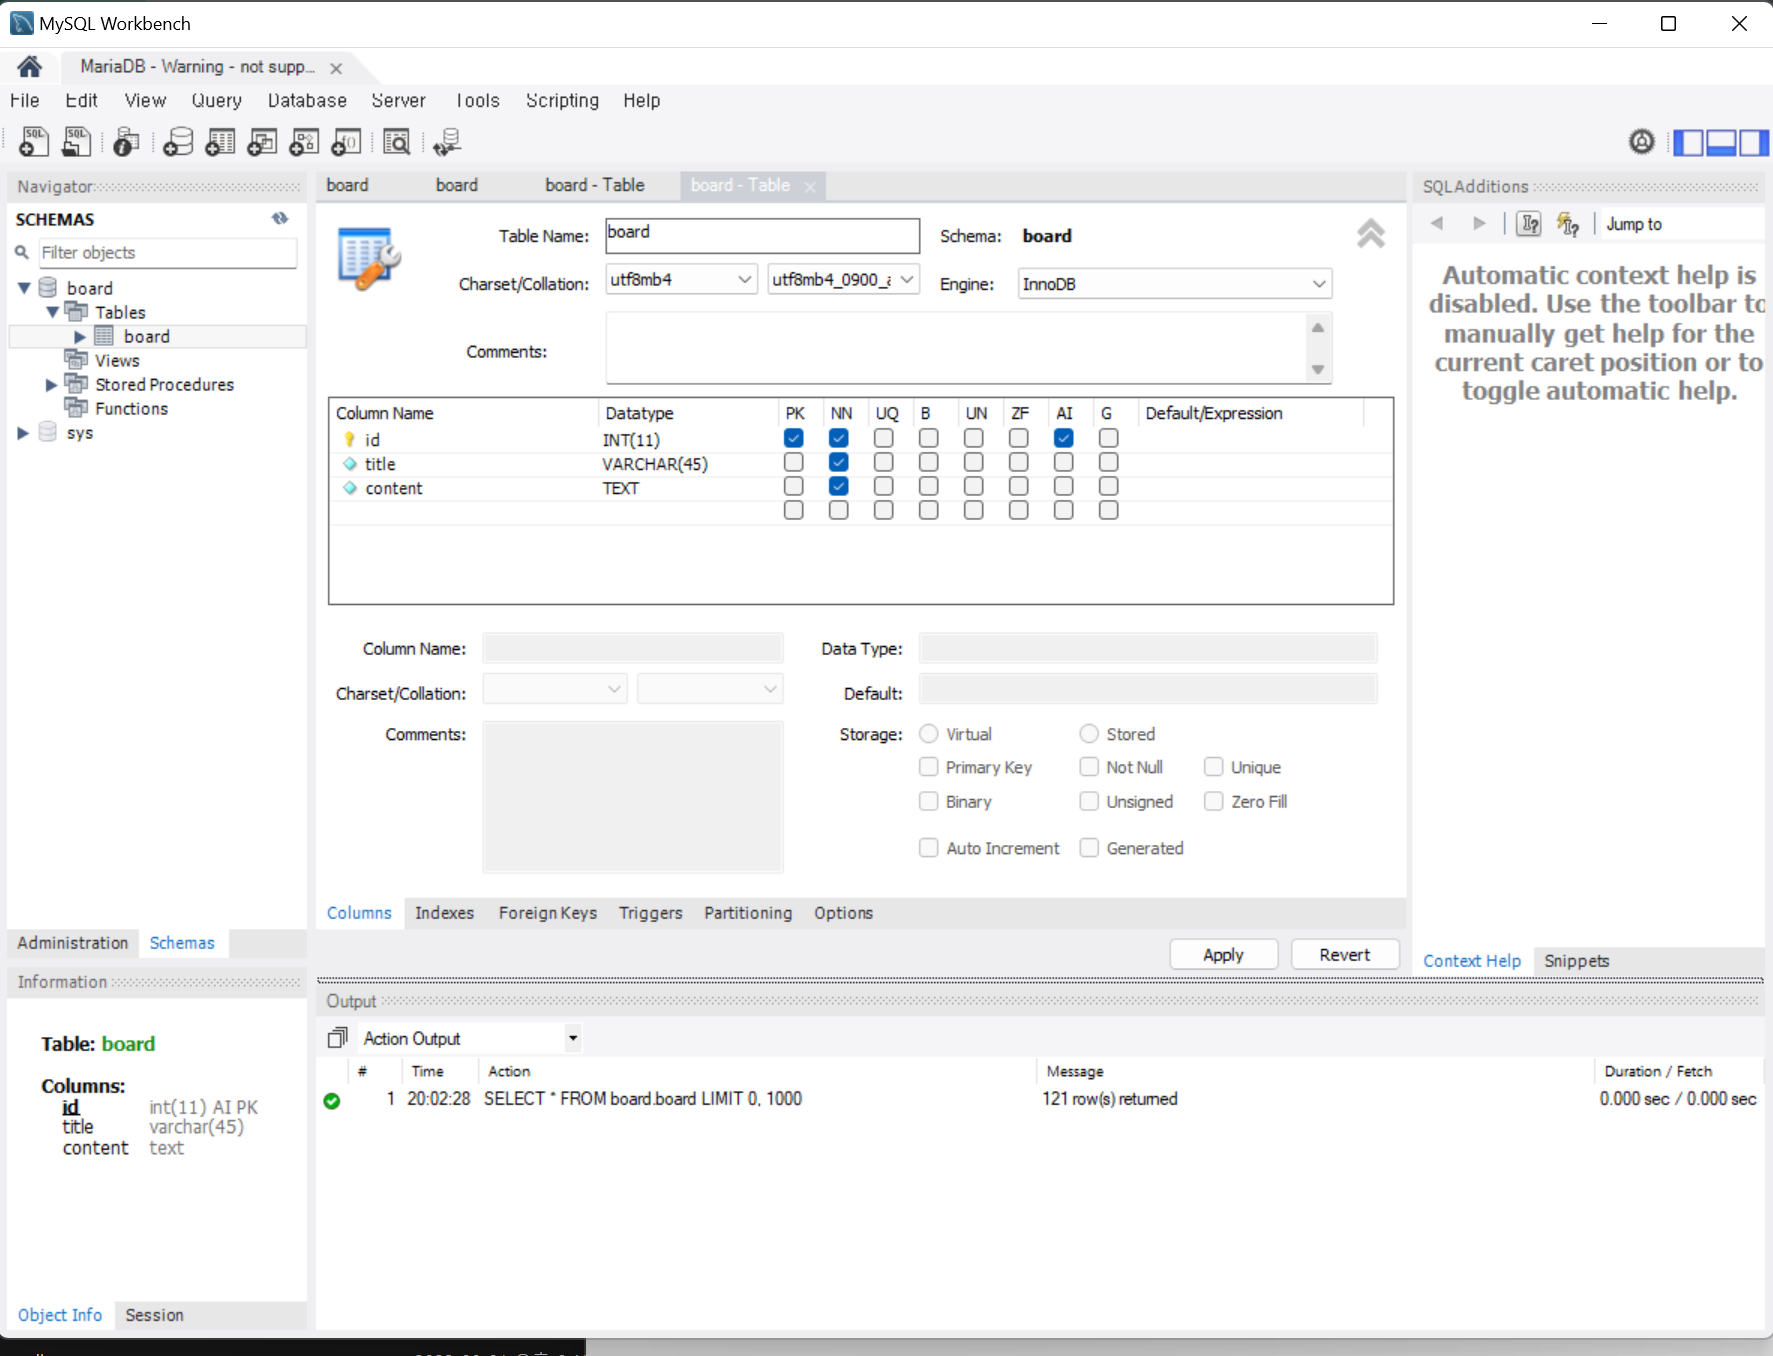 MySQL Workbench
MariaDB - Warning - not supp...
File Edit View Query Database Server Tools Scripting Help
Navigator
SCHEMAS
Filter objects
board
Tables
board
Views
Stored Procedures
Functions
sys
Administration Schemas
Information
Table: board
Columns:
id int(11) AI PK
title varchar(45)
content text
Object Info Session
board board board - Table board - Table
Table Name: board Schema: board
Charset/Collation: utf8mb4 utf8mb4_0900_ Engine: InnoDB
Comments:
Column Name Datatype PK NN UQ B UN ZF AI G Default/Expression
id INT(11)
title VARCHAR(45)
content TEXT
Column Name: Data Type:
Charset/Collation: Default:
Comments: Storage: Virtual Stored
Primary Key Not Null Unique
Binary Unsigned Zero Fill
Auto Increment Generated
Columns Indexes Foreign Keys Triggers Partitioning Options
Apply Revert
Output
Action Output
# Time Action Message Duration / Fetch
1 20:02:28 SELECT * FROM board.board LIMIT 0, 1000 121 row(s) returned 0.000 sec / 0.000 sec
SQLAdditions
Jump to
Automatic context help is
disabled. Use the toolbar to
manually get help for the
current caret position or to
toggle automatic help.
Context Help Snippets